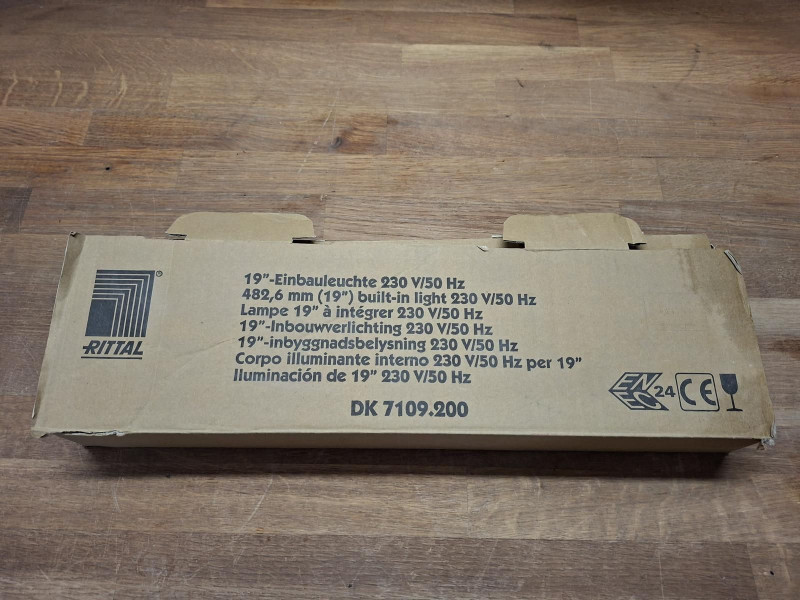 RITTAL
®
19"-Einbauleuchte 230 V/50 Hz
482,6 mm (19") built-in light 230 V/50 Hz
Lampe 19" à intégrer 230 V/50 Hz
19"-Inbouwverlichting 230 V/50 Hz
19"-inbyggnadsbelysning 230 V/50 Hz
Corpo illuminante interno 230 V/50 Hz per 19"
Iluminación de 19" 230 V/50 Hz
DK 7109.200
EN
EC
24
CE